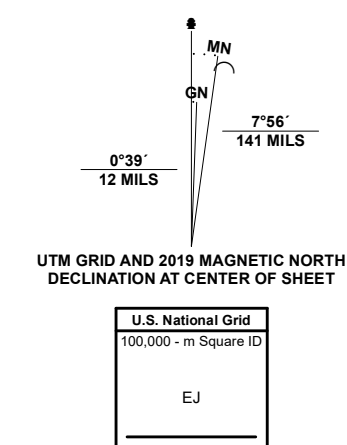 MN
GN
7°56´
141 MILS
0°39´
12 MILS
UTM GRID AND 2019 MAGNETIC NORTH
DECLINATION AT CENTER OF SHEET
U.S. National Grid
100,000 - m Square ID
EJ